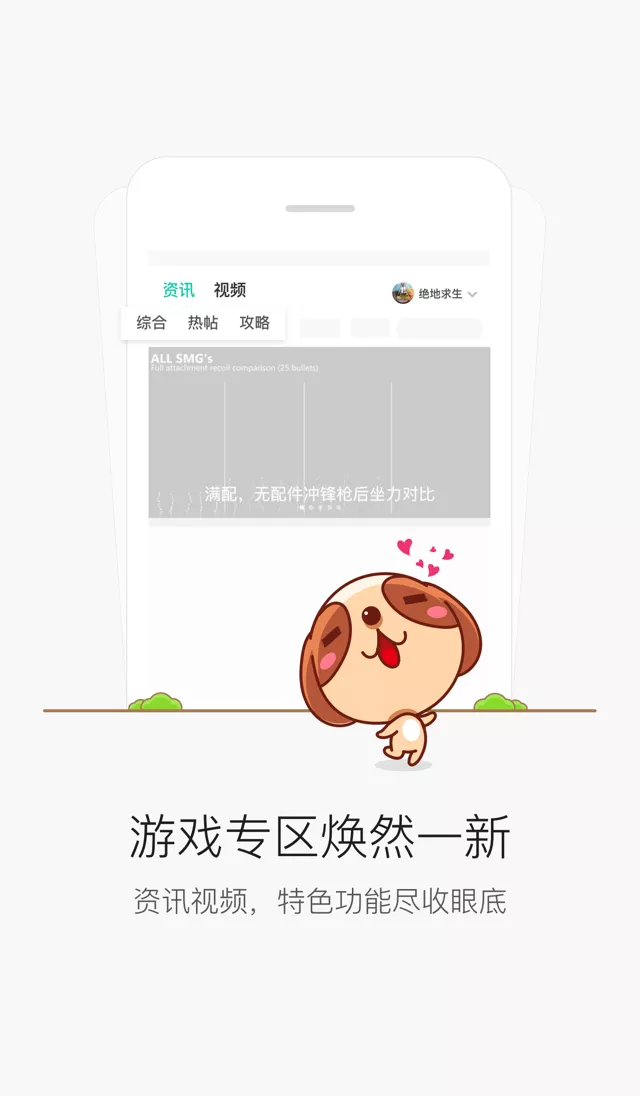 资讯 视频 绝地求生
综合 热帖 攻略
ALL SMG's
Full attachment recoil comparison (25 bullets)
满配，无配件冲锋枪后坐力对比
游戏专区焕然一新
资讯视频，特色功能尽收眼底